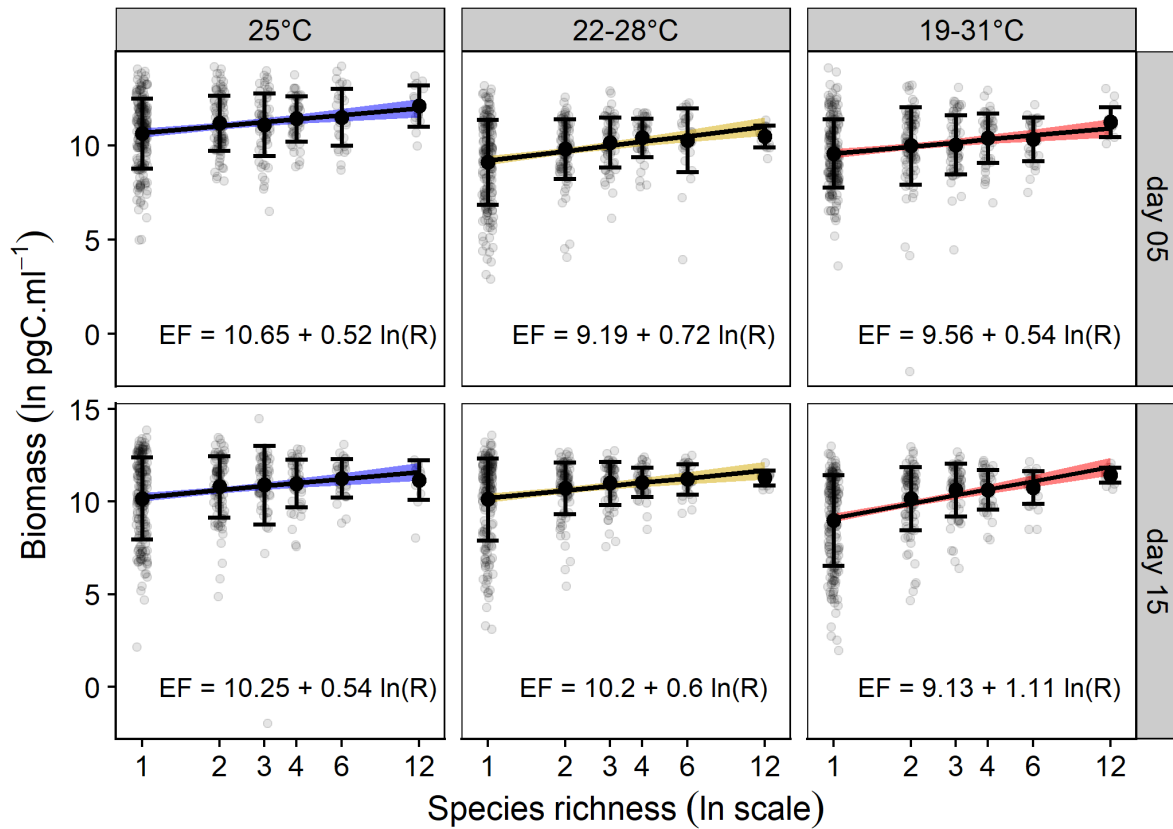 25°C 22-28°C 19-31°C
Biomass (ln pgC.ml⁻¹)
10
5
0
EF = 10.65 + 0.52 ln(R)
EF = 9.19 + 0.72 ln(R)
EF = 9.56 + 0.54 ln(R)
day 05
15
10
5
0
EF = 10.25 + 0.54 ln(R)
EF = 10.2 + 0.6 ln(R)
EF = 9.13 + 1.11 ln(R)
day 15
1 2 3 4 6 12
1 2 3 4 6 12
1 2 3 4 6 12
Species richness (ln scale)